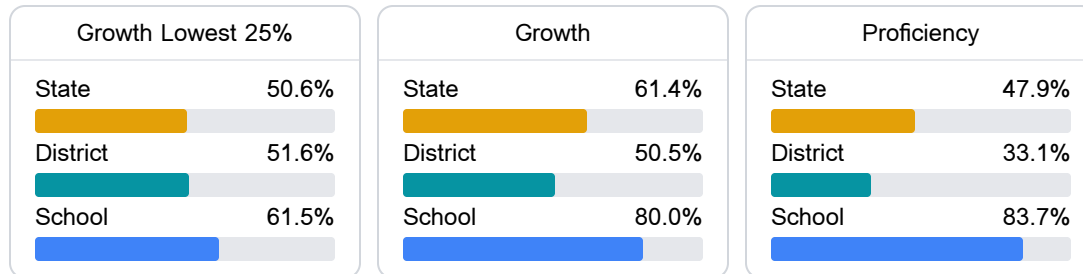 Growth Lowest 25%
State 50.6%
District 51.6%
School 61.5%
Growth
State 61.4%
District 50.5%
School 80.0%
Proficiency
State 47.9%
District 33.1%
School 83.7%